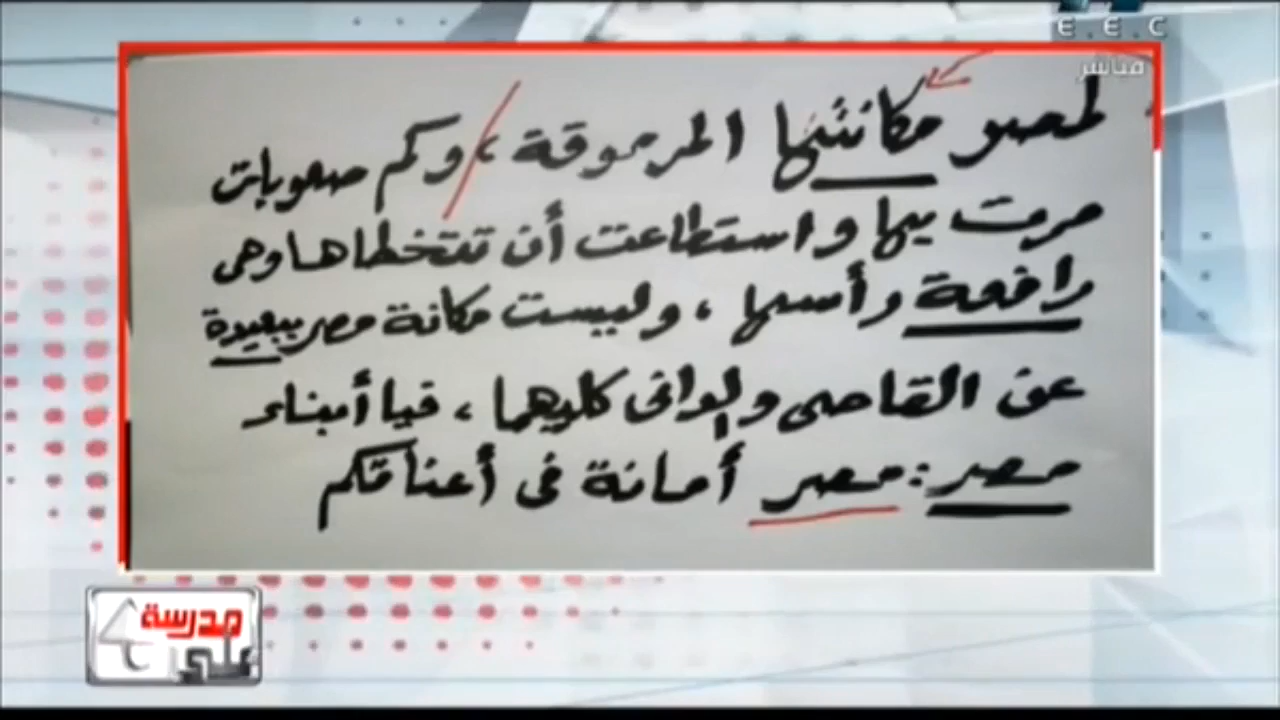 E.E.C
مباشر
لمصر مكانتها المرموقة، وكم صعوبات
مرت بها واستطاعت أن تتخطاها وهى
رافعة رأسها، وليست مكانة مصر ببعيدة
عن القاصى والدانى كليهما، فيا أبناء
مصر: مصر أمانة فى أعناقكم
مدرسة
على